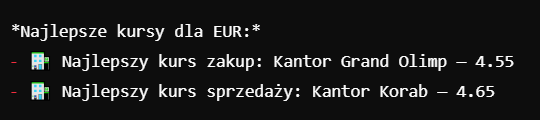 *Najlepsze kursy dla EUR:*
- 🏦 Najlepszy kurs zakup: Kantor Grand Olimp — 4.55
- 🏦 Najlepszy kurs sprzedaży: Kantor Korab — 4.65